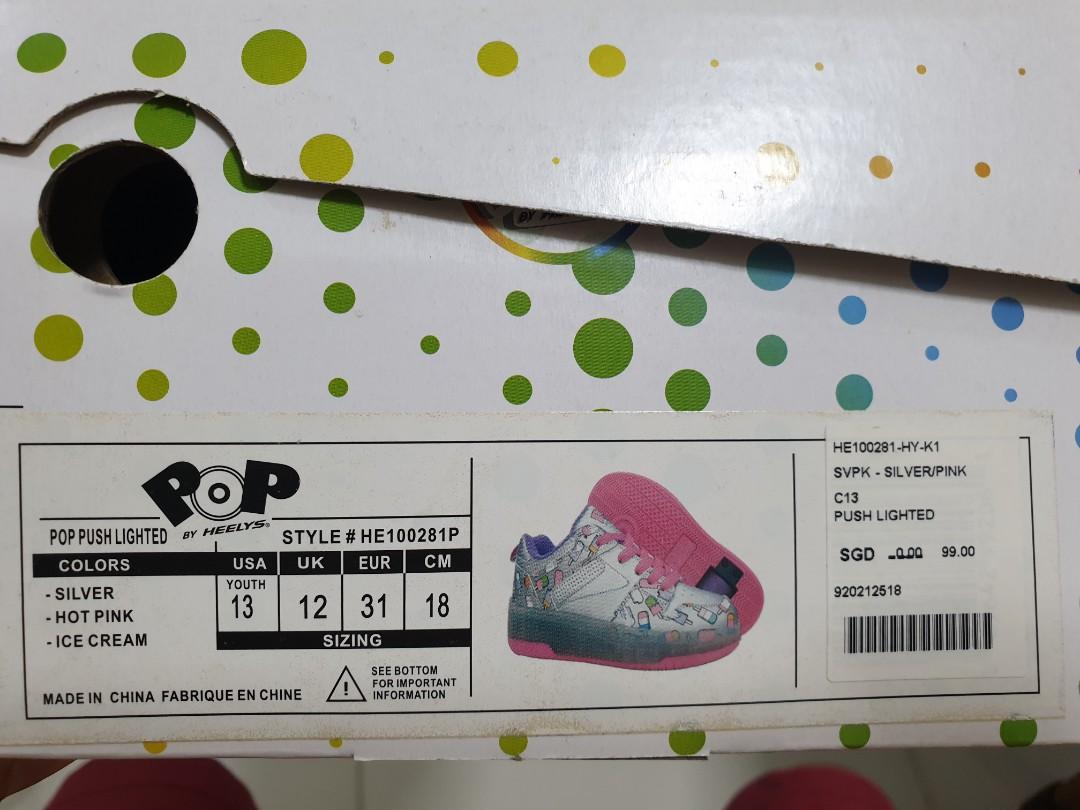 POP
BY HEELYS®
POP PUSH LIGHTED
STYLE # HE100281P
COLORS
- SILVER
- HOT PINK
- ICE CREAM
USA UK EUR CM
YOUTH
13 12 31 18
SIZING
MADE IN CHINA FABRIQUE EN CHINE
SEE BOTTOM
FOR IMPORTANT
INFORMATION
HE100281-HY-K1
SVPK - SILVER/PINK
C13
PUSH LIGHTED
SGD 0.00 99.00
920212518